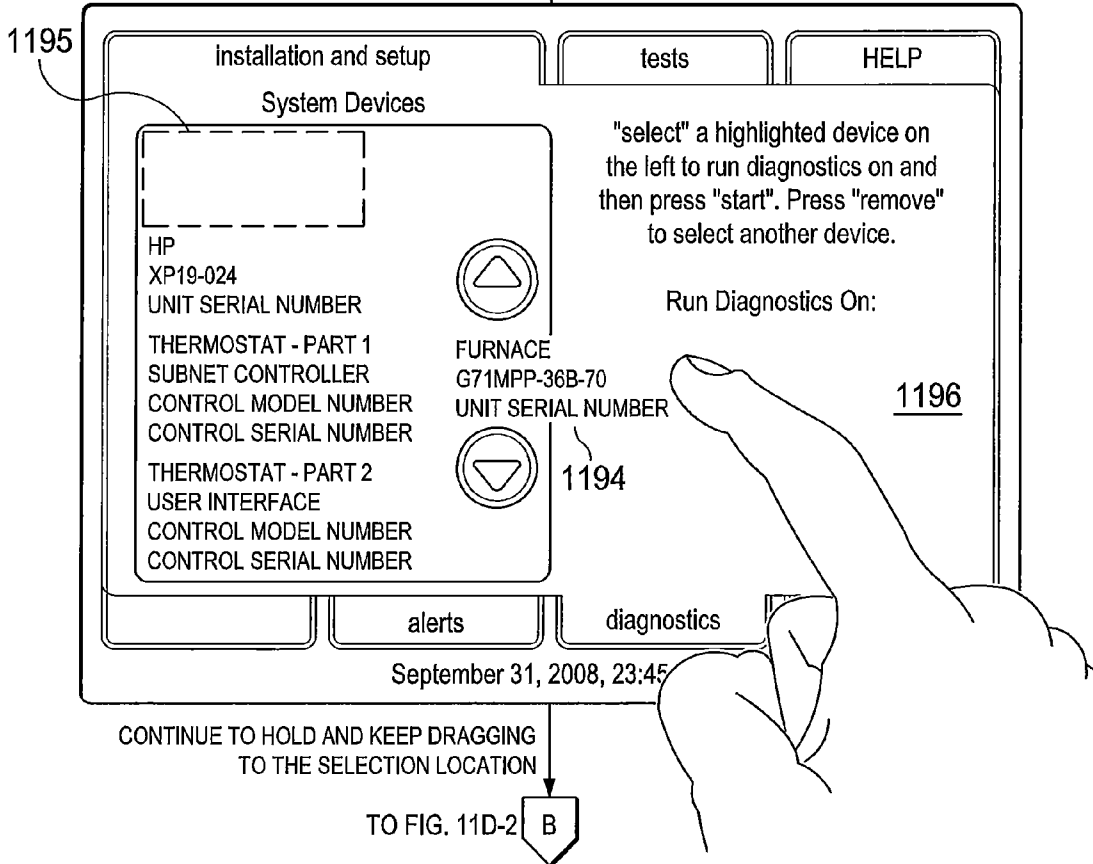 1195
installation and setup
tests
HELP
System Devices
"select" a highlighted device on
the left to run diagnostics on and
then press "start". Press "remove"
to select another device.
Run Diagnostics On:
HP
XP19-024
UNIT SERIAL NUMBER
THERMOSTAT - PART 1
SUBNET CONTROLLER
CONTROL MODEL NUMBER
CONTROL SERIAL NUMBER
THERMOSTAT - PART 2
USER INTERFACE
CONTROL MODEL NUMBER
CONTROL SERIAL NUMBER
FURNACE
G71MPP-36B-70
UNIT SERIAL NUMBER
1194
1196
alerts
diagnostics
September 31, 2008, 23:45
CONTINUE TO HOLD AND KEEP DRAGGING
TO THE SELECTION LOCATION
TO FIG. 11D-2 B